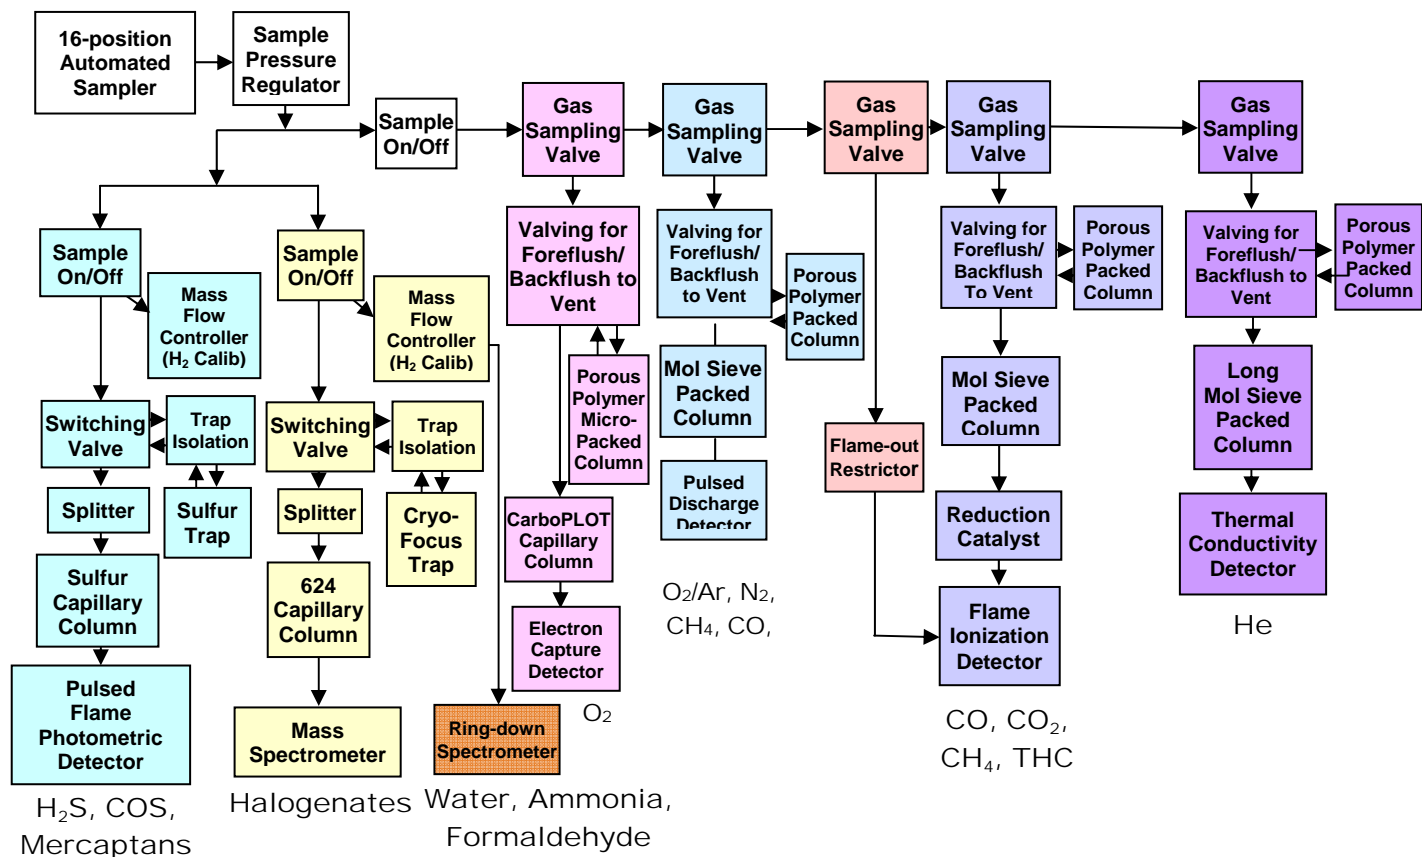 16-position
Automated
Sampler
Sample
Pressure
Regulator
Sample
On/Off
Gas
Sampling
Valve
Gas
Sampling
Valve
Gas
Sampling
Valve
Gas
Sampling
Valve
Gas
Sampling
Valve
Sample
On/Off
Mass
Flow
Controller
(H₂ Calib)
Switching
Valve
Trap
Isolation
Splitter
Sulfur
Trap
Sulfur
Capillary
Column
Pulsed
Flame
Photometric
Detector
H₂S, COS,
Mercaptans
Sample
On/Off
Mass
Flow
Controller
(H₂ Calib)
Switching
Valve
Trap
Isolation
Splitter
Cryo-
Focus
Trap
624
Capillary
Column
Mass
Spectrometer
Halogenates
Ring-down
Spectrometer
Water, Ammonia,
Formaldehyde
Valving for
Foreflush/
Backflush to
Vent
Porous
Polymer
Micro-
Packed
Column
CarboPLOT
Capillary
Column
Electron
Capture
Detector
O₂
Valving for
Foreflush/
Backflush
to Vent
Porous
Polymer
Packed
Column
Mol Sieve
Packed
Column
Pulsed
Discharge
Detector
O₂/Ar, N₂,
CH₄, CO,
Flame-out
Restrictor
Valving for
Foreflush/
Backflush
To Vent
Porous
Polymer
Packed
Column
Mol Sieve
Packed
Column
Reduction
Catalyst
Flame
Ionization
Detector
CO, CO₂,
CH₄, THC
Valving for
Foreflush/
Backflush to
Vent
Porous
Polymer
Packed
Column
Long
Mol Sieve
Packed
Column
Thermal
Conductivity
Detector
He